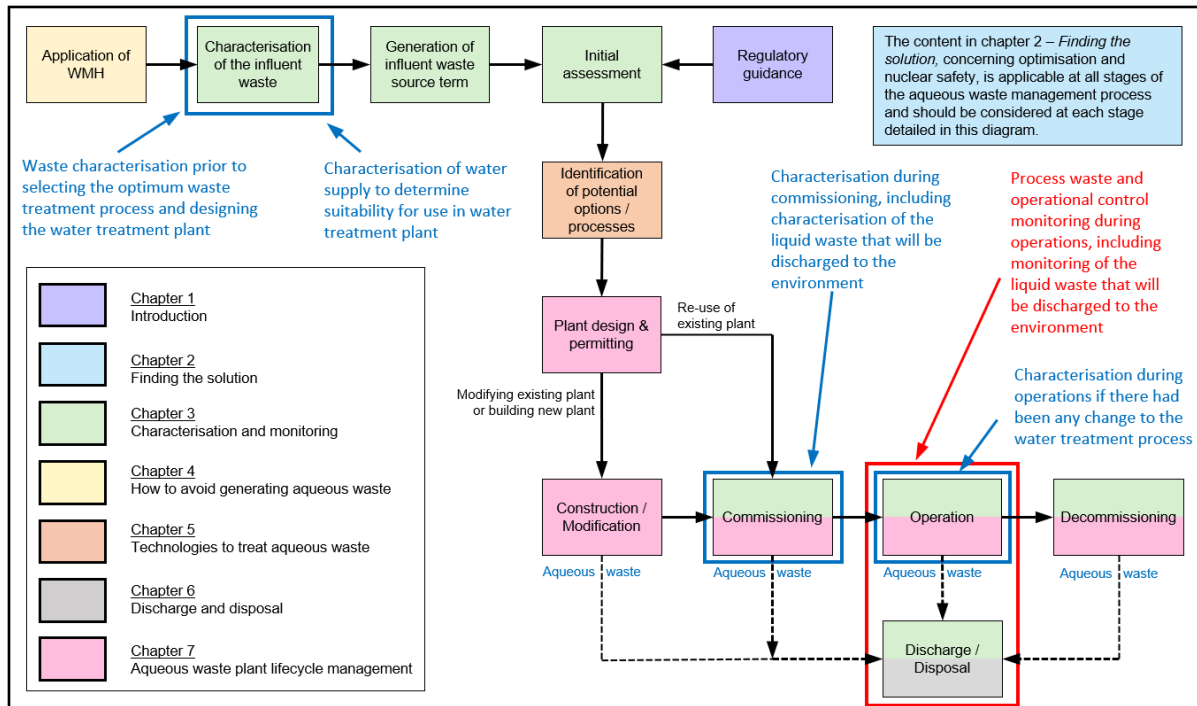 Application of
WMH
Characterisation
of the influent
waste
Generation of
influent waste
source term
Initial
assessment
Regulatory
guidance
The content in chapter 2 – Finding the
solution, concerning optimisation and
nuclear safety, is applicable at all stages of
the aqueous waste management process
and should be considered at each stage
detailed in this diagram.
Waste characterisation prior to
selecting the optimum waste
treatment process and designing
the water treatment plant
Characterisation of water
supply to determine
suitability for use in water
treatment plant
Identification
of potential
options /
processes
Characterisation during
commissioning, including
characterisation of the
liquid waste that will be
discharged to the
environment
Process waste and
operational control
monitoring during
operations, including
monitoring of the
liquid waste that will
be discharged to the
environment
Chapter 1
Introduction
Chapter 2
Finding the solution
Chapter 3
Characterisation and monitoring
Chapter 4
How to avoid generating aqueous waste
Chapter 5
Technologies to treat aqueous waste
Chapter 6
Discharge and disposal
Chapter 7
Aqueous waste plant lifecycle management
Plant design &
permitting
Re-use of
existing plant
Modifying existing plant
or building new plant
Characterisation during
operations if there had
been any change to the
water treatment process
Construction /
Modification
Commissioning
Operation
Decommissioning
Aqueous waste
Aqueous waste
Aqueous waste
Aqueous waste
Discharge /
Disposal